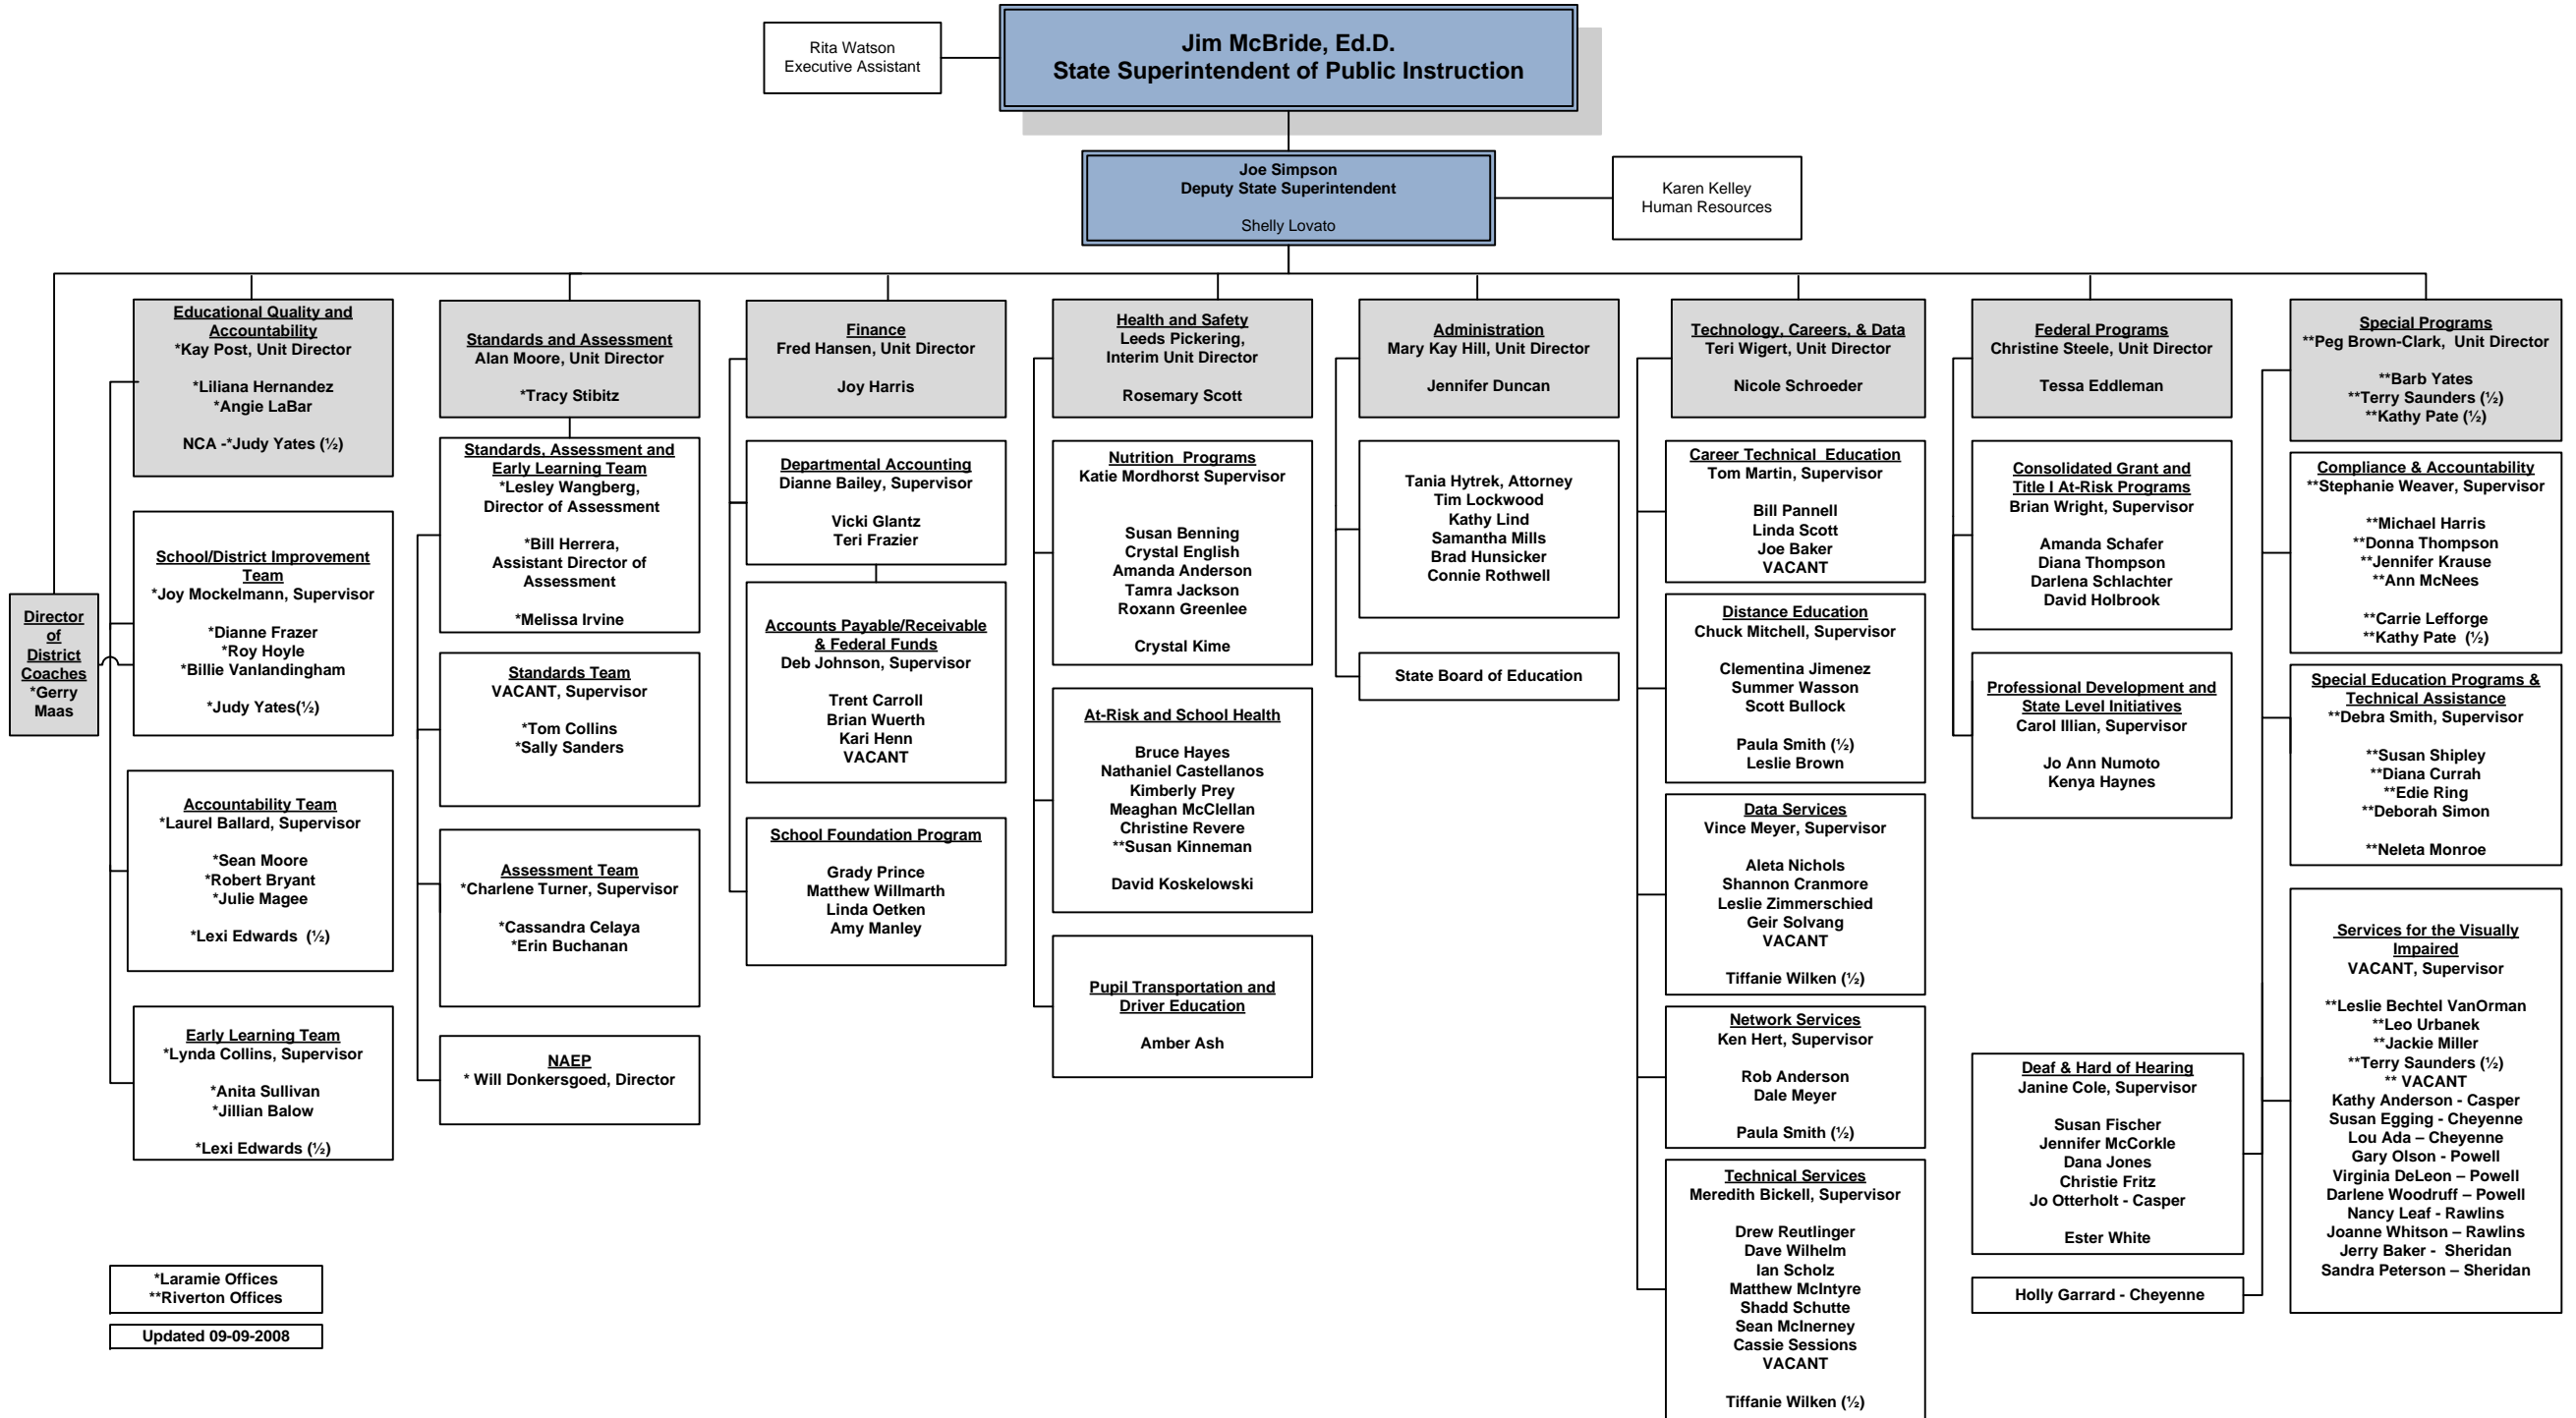 Rita Watson
Executive Assistant
Jim McBride, Ed.D.
State Superintendent of Public Instruction
Joe Simpson
Deputy State Superintendent
Shelly Lovato
Karen Kelley
Human Resources
Director
of
District
Coaches
*Gerry
Maas
Educational Quality and
Accountability
*Kay Post, Unit Director
*Liliana Hernandez
*Angie LaBar
NCA -*Judy Yates (½)
School/District Improvement
Team
*Joy Mockelmann, Supervisor
*Dianne Frazer
*Roy Hoyle
*Billie Vanlandingham
*Judy Yates(½)
Accountability Team
*Laurel Ballard, Supervisor
*Sean Moore
*Robert Bryant
*Julie Magee
*Lexi Edwards  (½)
Early Learning Team
*Lynda Collins, Supervisor
*Anita Sullivan
*Jillian Balow
*Lexi Edwards (½)
Standards and Assessment
Alan Moore, Unit Director
*Tracy Stibitz
Standards, Assessment and
Early Learning Team
*Lesley Wangberg,
Director of Assessment
*Bill Herrera,
Assistant Director of
Assessment
*Melissa Irvine
Standards Team
VACANT, Supervisor
*Tom Collins
*Sally Sanders
Assessment Team
*Charlene Turner, Supervisor
*Cassandra Celaya
*Erin Buchanan
NAEP
* Will Donkersgoed, Director
Finance
Fred Hansen, Unit Director
Joy Harris
Departmental Accounting
Dianne Bailey, Supervisor
Vicki Glantz
Teri Frazier
Accounts Payable/Receivable
& Federal Funds
Deb Johnson, Supervisor
Trent Carroll
Brian Wuerth
Kari Henn
VACANT
School Foundation Program
Grady Prince
Matthew Willmarth
Linda Oetken
Amy Manley
Health and Safety
Leeds Pickering,
Interim Unit Director
Rosemary Scott
Nutrition  Programs
Katie Mordhorst Supervisor
Susan Benning
Crystal English
Amanda Anderson
Tamra Jackson
Roxann Greenlee
Crystal Kime
At-Risk and School Health
Bruce Hayes
Nathaniel Castellanos
Kimberly Prey
Meaghan McClellan
Christine Revere
**Susan Kinneman
David Koskelowski
Pupil Transportation and
Driver Education
Amber Ash
Administration
Mary Kay Hill, Unit Director
Jennifer Duncan
Tania Hytrek, Attorney
Tim Lockwood
Kathy Lind
Samantha Mills
Brad Hunsicker
Connie Rothwell
State Board of Education
Technology, Careers, & Data
Teri Wigert, Unit Director
Nicole Schroeder
Career Technical  Education
Tom Martin, Supervisor
Bill Pannell
Linda Scott
Joe Baker
VACANT
Distance Education
Chuck Mitchell, Supervisor
Clementina Jimenez
Summer Wasson
Scott Bullock
Paula Smith (½)
Leslie Brown
Data Services
Vince Meyer, Supervisor
Aleta Nichols
Shannon Cranmore
Leslie Zimmerschied
Geir Solvang
VACANT
Tiffanie Wilken (½)
Network Services
Ken Hert, Supervisor
Rob Anderson
Dale Meyer
Paula Smith (½)
Technical Services
Meredith Bickell, Supervisor
Drew Reutlinger
Dave Wilhelm
Ian Scholz
Matthew McIntyre
Shadd Schutte
Sean McInerney
Cassie Sessions
VACANT
Tiffanie Wilken (½)
Federal Programs
Christine Steele, Unit Director
Tessa Eddleman
Consolidated Grant and
Title I At-Risk Programs
Brian Wright, Supervisor
Amanda Schafer
Diana Thompson
Darlena Schlachter
David Holbrook
Professional Development and
State Level Initiatives
Carol Illian, Supervisor
Jo Ann Numoto
Kenya Haynes
Deaf & Hard of Hearing
Janine Cole, Supervisor
Susan Fischer
Jennifer McCorkle
Dana Jones
Christie Fritz
Jo Otterholt - Casper
Ester White
Holly Garrard - Cheyenne
Special Programs
**Peg Brown-Clark,  Unit Director
**Barb Yates
**Terry Saunders (½)
**Kathy Pate (½)
Compliance & Accountability
**Stephanie Weaver, Supervisor
**Michael Harris
**Donna Thompson
**Jennifer Krause
**Ann McNees
**Carrie Lefforge
**Kathy Pate  (½)
Special Education Programs &
Technical Assistance
**Debra Smith, Supervisor
**Susan Shipley
**Diana Currah
**Edie Ring
**Deborah Simon
**Neleta Monroe
Services for the Visually
Impaired
VACANT, Supervisor
**Leslie Bechtel VanOrman
**Leo Urbanek
**Jackie Miller
**Terry Saunders (½)
** VACANT
Kathy Anderson - Casper
Susan Egging - Cheyenne
Lou Ada – Cheyenne
Gary Olson - Powell
Virginia DeLeon – Powell
Darlene Woodruff – Powell
Nancy Leaf - Rawlins
Joanne Whitson – Rawlins
Jerry Baker -  Sheridan
Sandra Peterson – Sheridan
*Laramie Offices
**Riverton Offices
Updated 09-09-2008